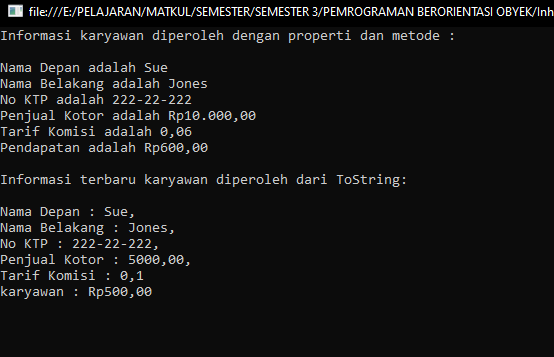 file:///E:/PELAJARAN/MATKUL/SEMESTER/SEMESTER 3/PEMROGRAMAN BERORIENTASI OBYEK/Inh
Informasi karyawan diperoleh dengan properti dan metode :
Nama Depan adalah Sue
Nama Belakang adalah Jones
No KTP adalah 222-22-222
Penjual Kotor adalah Rp10.000,00
Tarif Komisi adalah 0,06
Pendapatan adalah Rp600,00
Informasi terbaru karyawan diperoleh dari ToString:
Nama Depan : Sue,
Nama Belakang : Jones,
No KTP : 222-22-222,
Penjual Kotor : 5000,00,
Tarif Komisi : 0,1
karyawan : Rp500,00